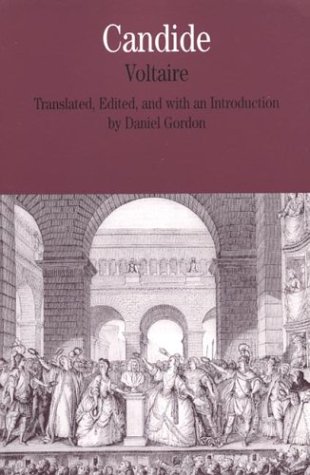 Candide
Voltaire
Translated, Edited, and with an Introduction
by Daniel Gordon